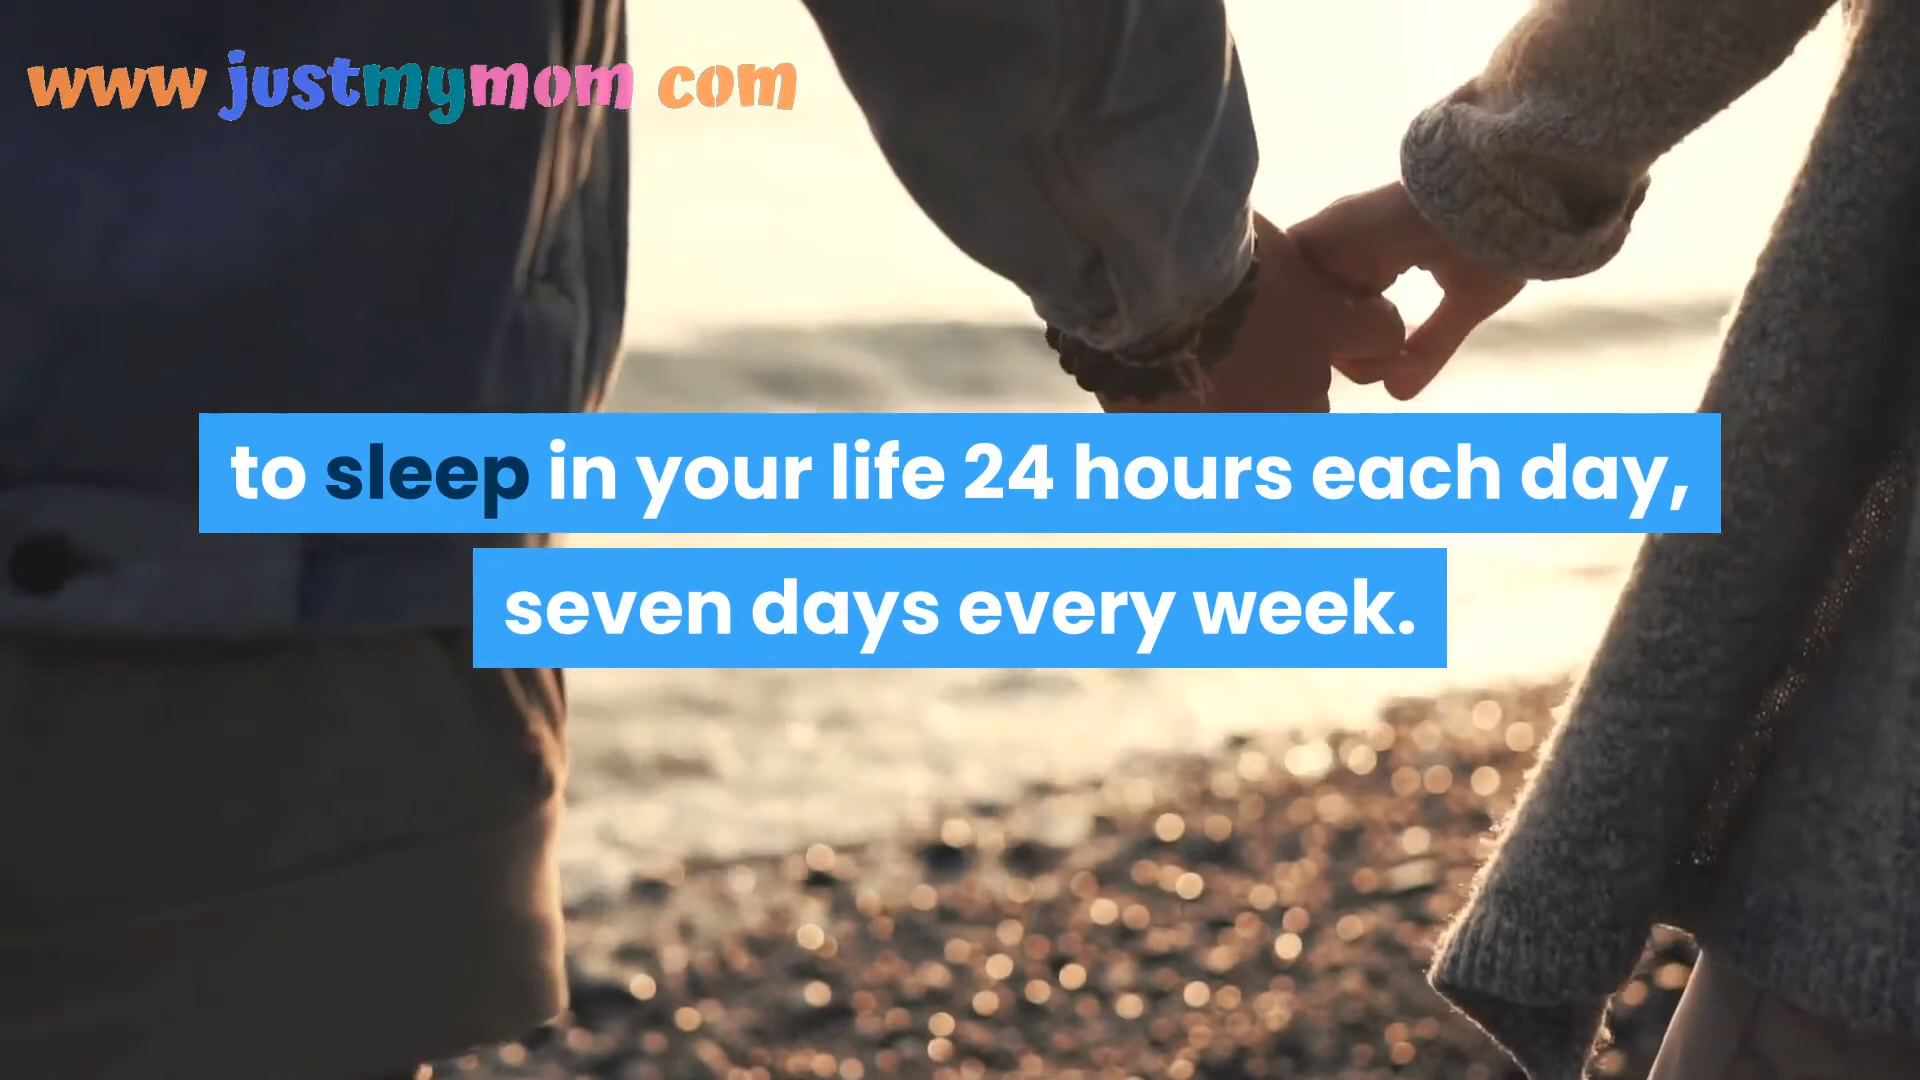 www justmymom com
to sleep in your life 24 hours each day,
seven days every week.